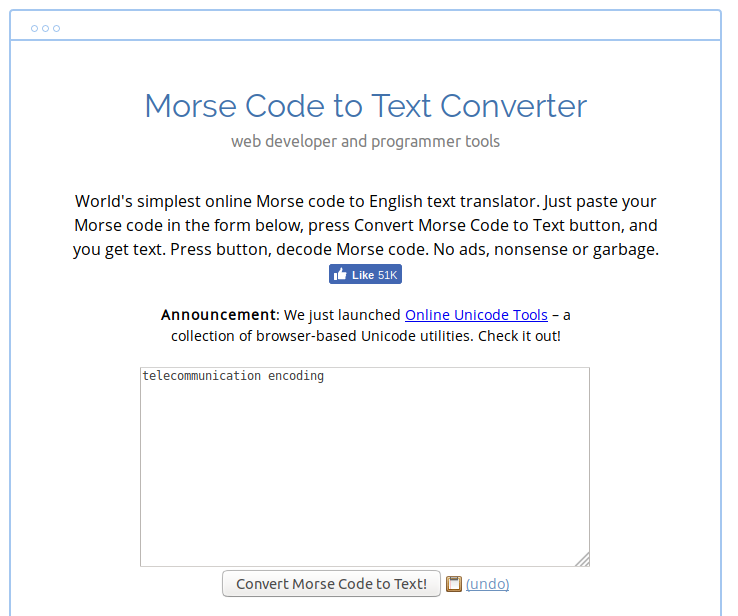 Morse Code to Text Converter
web developer and programmer tools
World's simplest online Morse code to English text translator. Just paste your
Morse code in the form below, press Convert Morse Code to Text button, and
you get text. Press button, decode Morse code. No ads, nonsense or garbage.
Like 51K
Announcement: We just launched Online Unicode Tools – a
collection of browser-based Unicode utilities. Check it out!
telecommunication encoding
Convert Morse Code to Text! (undo)